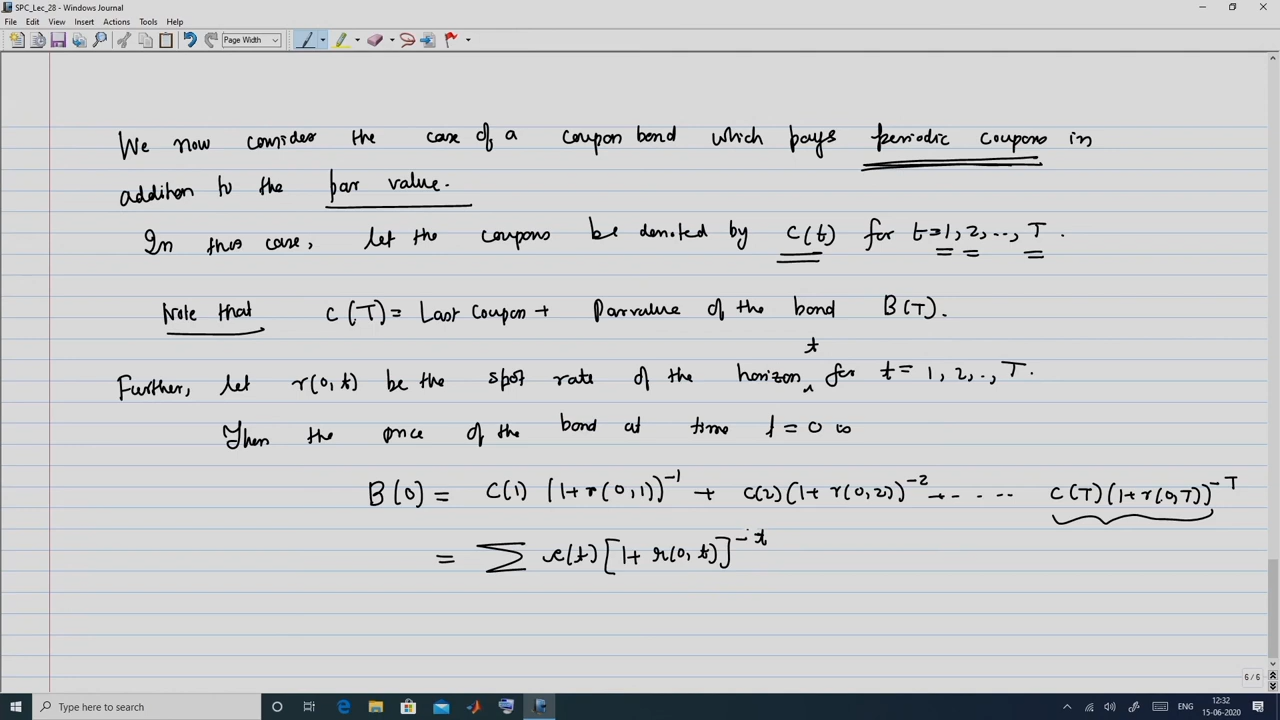 SPC_Lec_28 - Windows Journal
File Edit View Insert Actions Tools Help
Page Width
We now consider the case of a coupon bond which pays periodic coupons in
addition to the par value.
In this case, let the coupons be denoted by c(t) for t=1, 2, .., T.
Note that c(T) = Last Coupon + Par value of the bond B(T).
t
Further, let r(0,t) be the spot rate of the horizon ‸ for t = 1, 2, .., T.
Then the price of the bond at time t = 0 is
B(0) = C(1) (1+r(0,1))^-1 + c(2)(1+ r(0,2))^-2 + - ... c(T)(1+r(0,T))^-T
= ∑ c(t)[1+ r(0,t)]^-t
6/6
Type here to search
ENG
12:32
15-06-2020